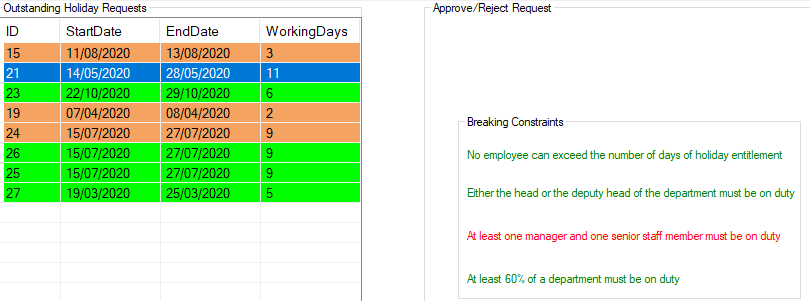 Outstanding Holiday Requests
ID StartDate EndDate WorkingDays
15 11/08/2020 13/08/2020 3
21 14/05/2020 28/05/2020 11
23 22/10/2020 29/10/2020 6
19 07/04/2020 08/04/2020 2
24 15/07/2020 27/07/2020 9
26 15/07/2020 27/07/2020 9
25 15/07/2020 27/07/2020 9
27 19/03/2020 25/03/2020 5
Approve/Reject Request
Breaking Constraints
No employee can exceed the number of days of holiday entitlement
Either the head or the deputy head of the department must be on duty
At least one manager and one senior staff member must be on duty
At least 60% of a department must be on duty